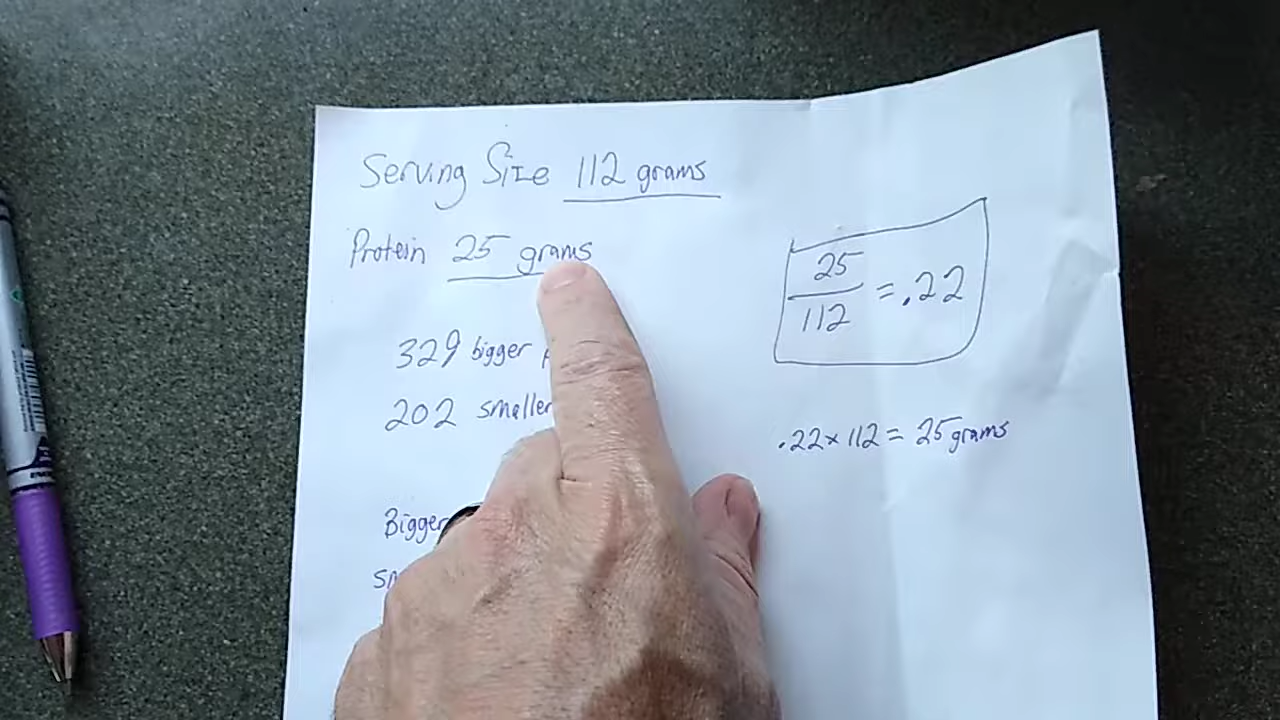 Serving Size 112 grams
Protein 25 grams
329 bigger
202 smaller
Bigger
25
112
= .22
.22 x 112 = 25 grams